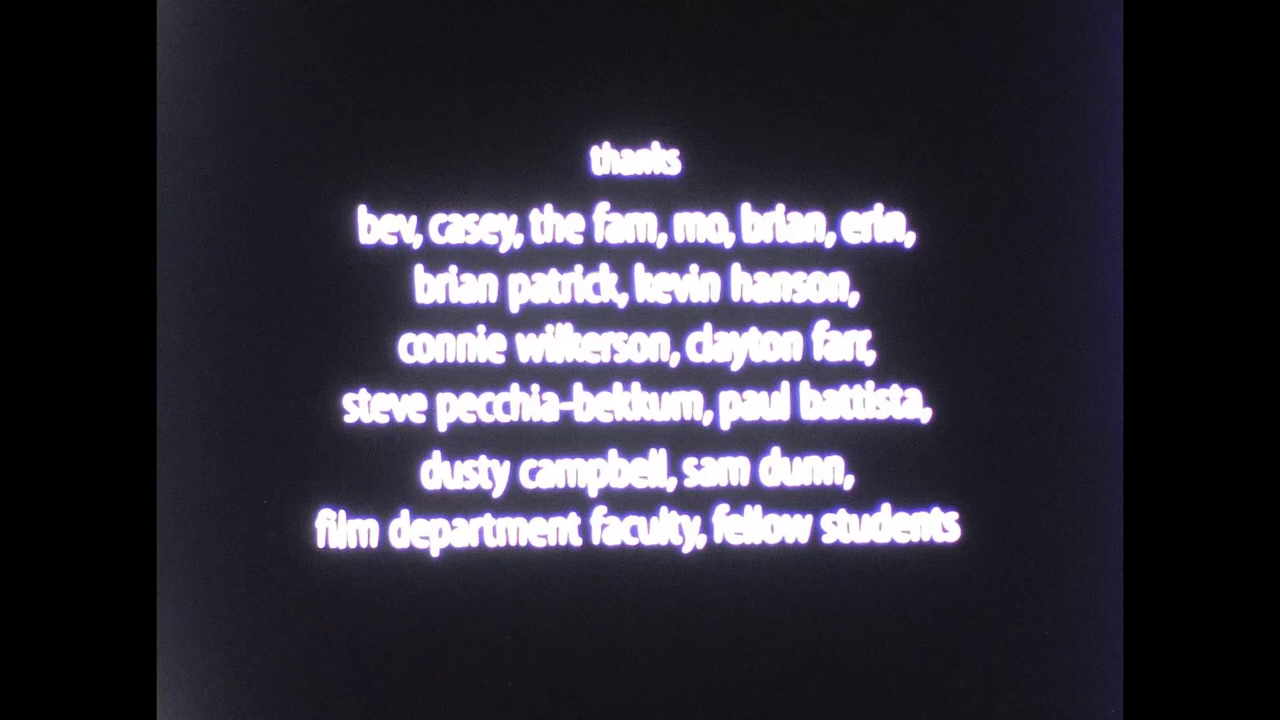 thanks
bev, casey, the fam, mo, brian, erin,
brian patrick, kevin hanson,
connie wilkerson, clayton farr,
steve pecchia-bekkum, paul battista,
dusty campbell, sam dunn,
film department faculty, fellow students